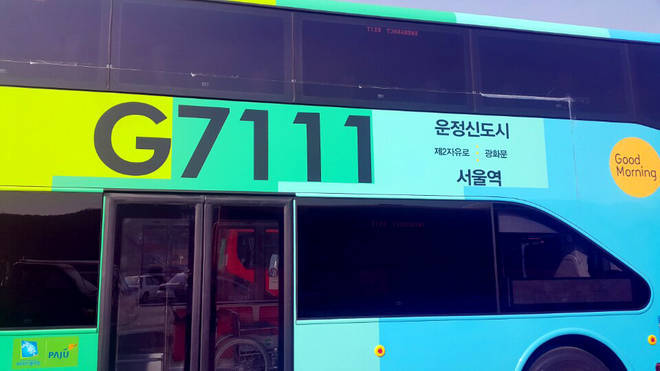 G7111
운정신도시
제2자유로 광화문
서울역
Good
Morning
PAJU